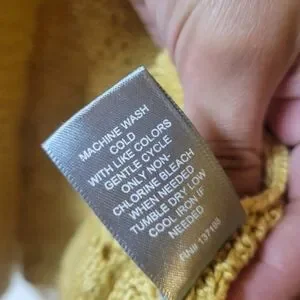 MACHINE WASH
COLD
WITH LIKE COLORS
GENTLE CYCLE
ONLY NON-
CHLORINE BLEACH
WHEN NEEDED
TUMBLE DRY LOW
COOL IRON IF
NEEDED
RN# 137188